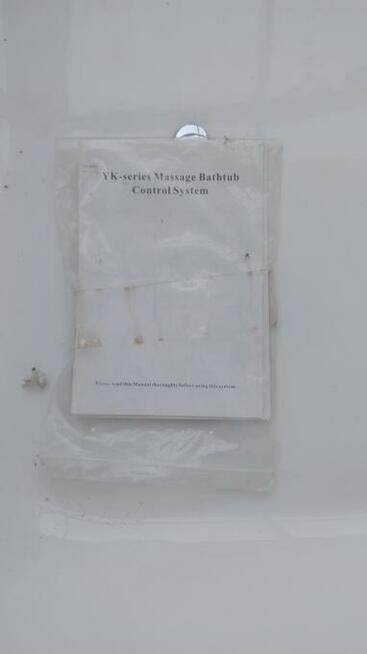 YK-series Massage Bathtub
Control System
Please read this Manual thoroughly before using this system